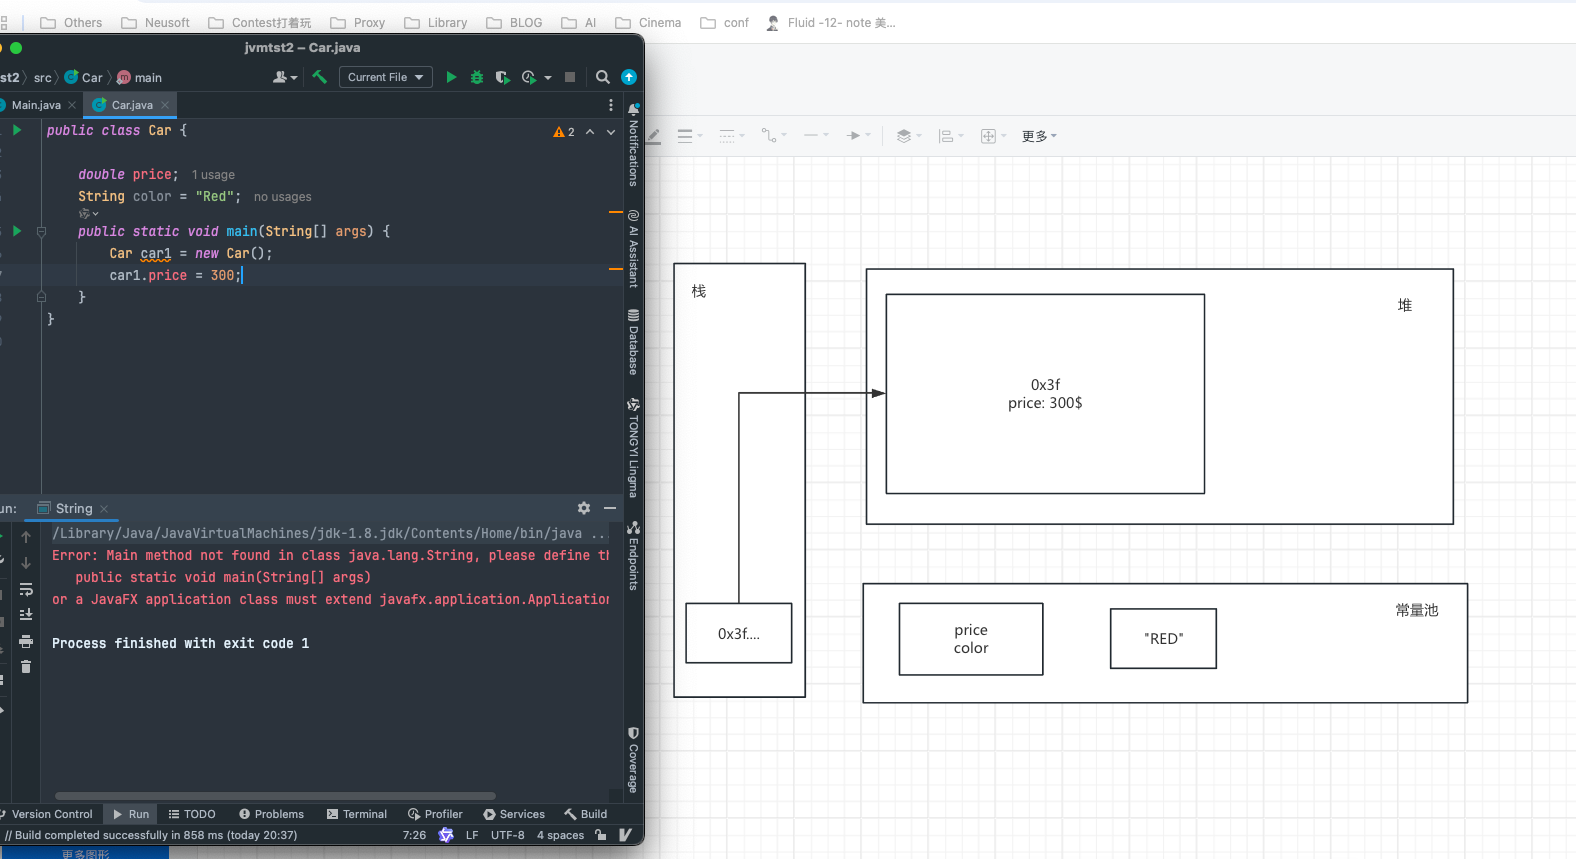 Others Neusoft Contest打着玩 Proxy Library BLOG AI Cinema conf Fluid -12- note 美...
jvmtst2 – Car.java
st2 src Car main Current File
Main.java Car.java
public class Car {
2
double price; 1 usage
String color = "Red"; no usages
public static void main(String[] args) {
Car car1 = new Car();
car1.price = 300;
}
}
Notifications
AI Assistant
Database
TONGYI Lingma
Endpoints
Coverage
un: String
/Library/Java/JavaVirtualMachines/jdk-1.8.jdk/Contents/Home/bin/java ...
Error: Main method not found in class java.lang.String, please define th
public static void main(String[] args)
or a JavaFX application class must extend javafx.application.Application
Process finished with exit code 1
Version Control Run TODO Problems Terminal Profiler Services Build
// Build completed successfully in 858 ms (today 20:37) 7:26 LF UTF-8 4 spaces
更多图形
更多
栈
0x3f....
堆
0x3f
price: 300$
常量池
price
color
"RED"